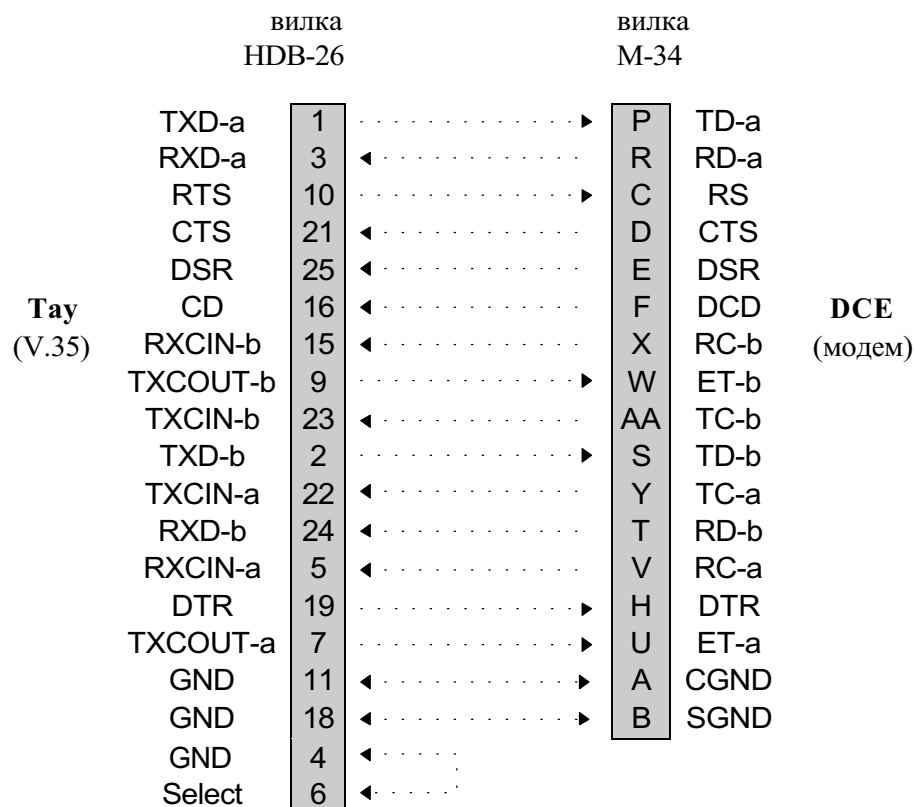 вилка вилка
HDB-26 M-34
TXD-a 1 P TD-a
RXD-a 3 R RD-a
RTS 10 C RS
CTS 21 D CTS
DSR 25 E DSR
Тау CD 16 F DCD DCE
(V.35) RXCIN-b 15 X RC-b (модем)
TXCOUT-b 9 W ET-b
TXCIN-b 23 AA TC-b
TXD-b 2 S TD-b
TXCIN-a 22 Y TC-a
RXD-b 24 T RD-b
RXCIN-a 5 V RC-a
DTR 19 H DTR
TXCOUT-a 7 U ET-a
GND 11 A CGND
GND 18 B SGND
GND 4
Select 6